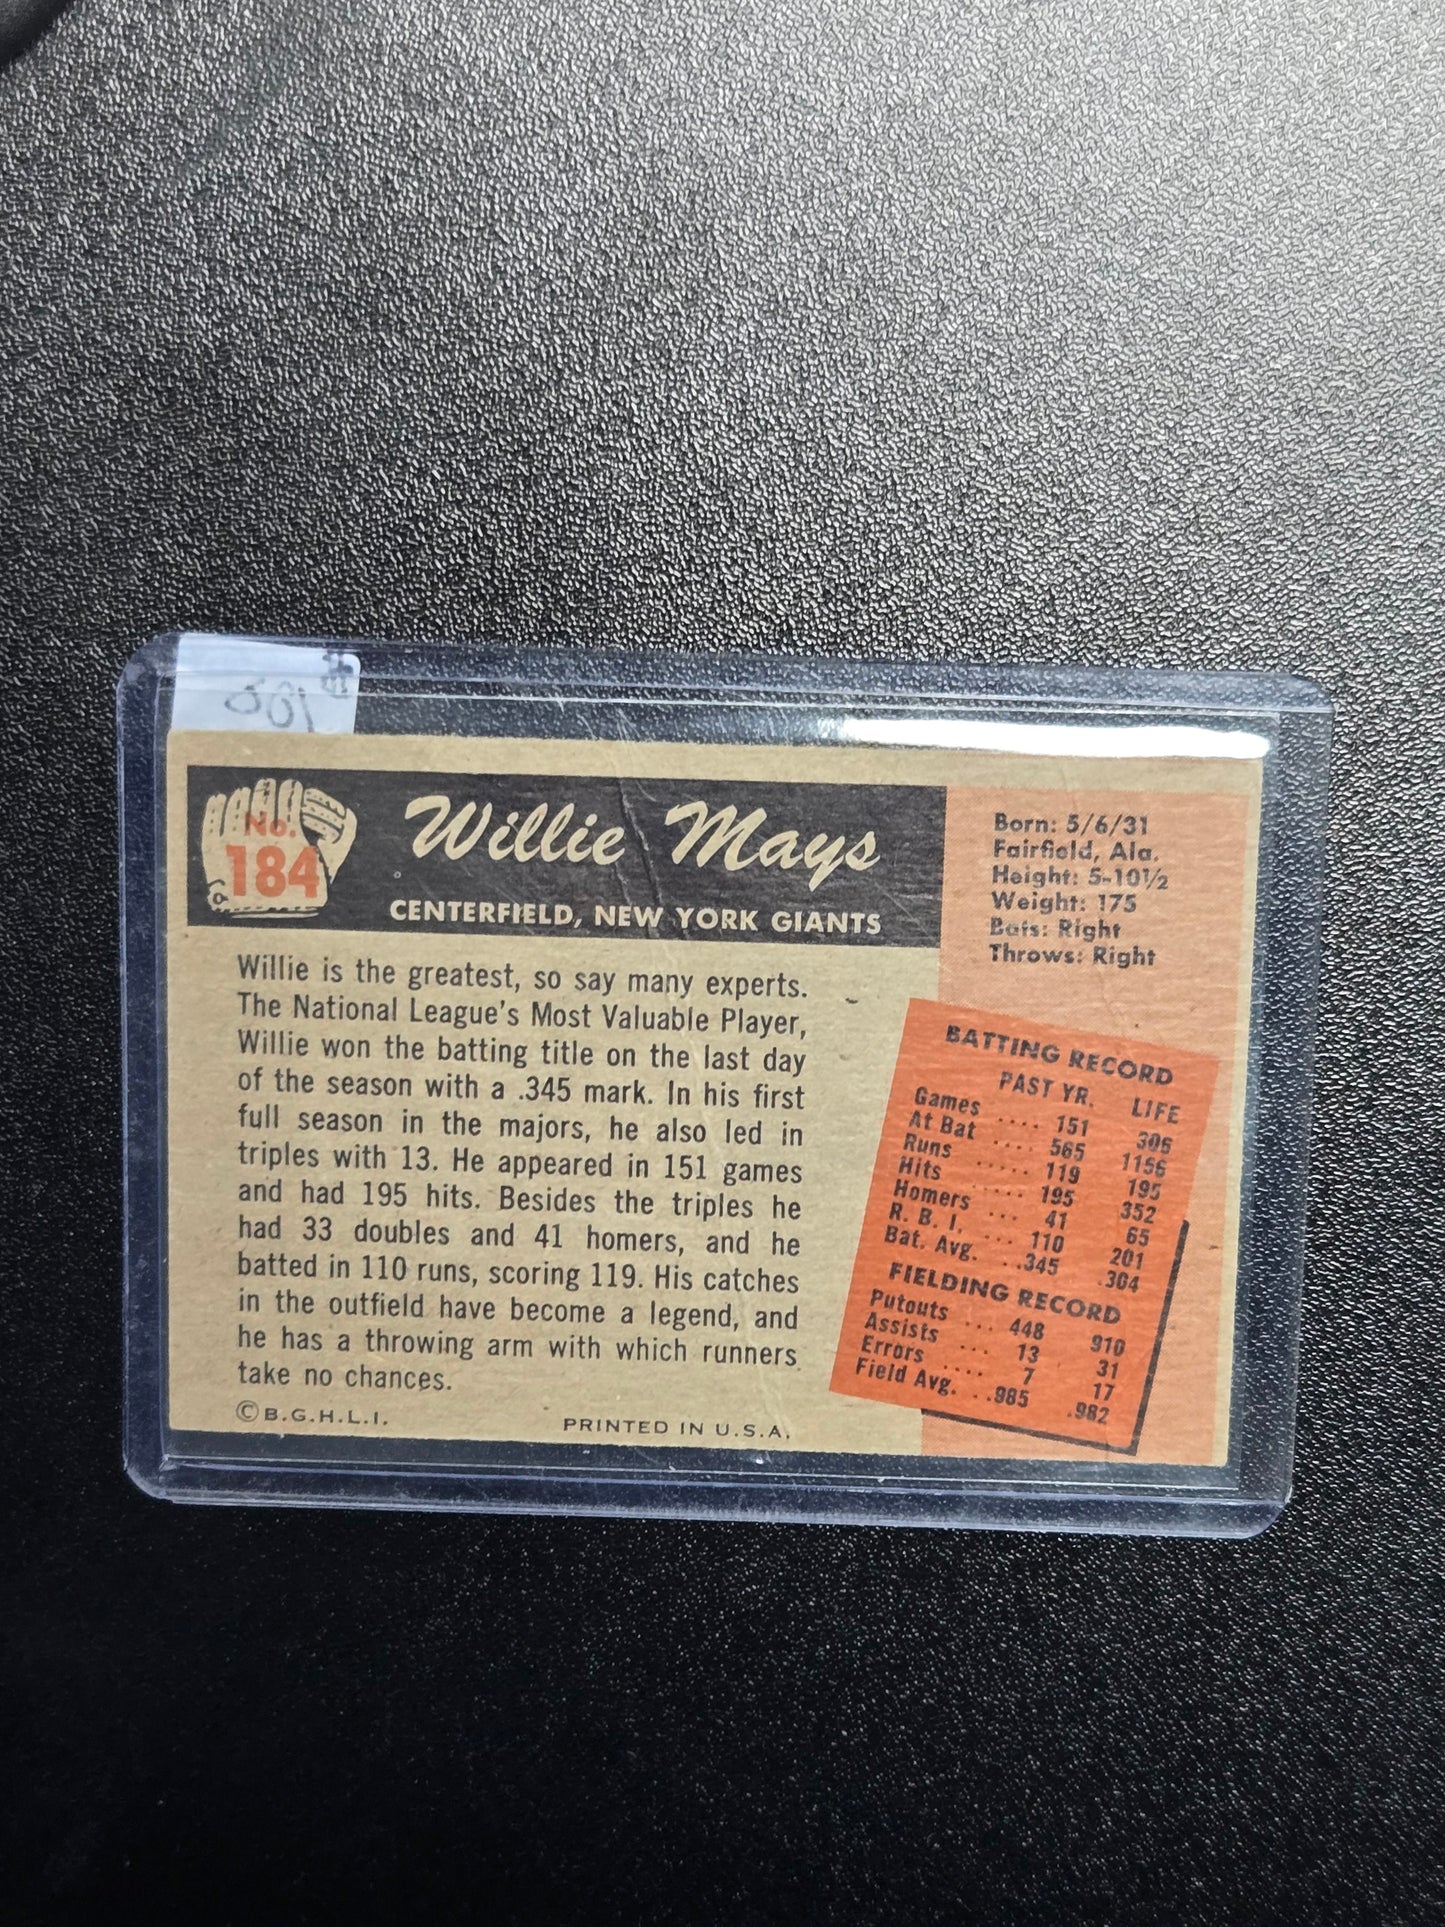 No.
184
Willie Mays
CENTERFIELD, NEW YORK GIANTS
Born: 5/6/31
Fairfield, Ala.
Height: 5-10½
Weight: 175
Bats: Right
Throws: Right
Willie is the greatest, so say many experts.
The National League's Most Valuable Player,
Willie won the batting title on the last day
of the season with a .345 mark. In his first
full season in the majors, he also led in
triples with 13. He appeared in 151 games
and had 195 hits. Besides the triples he
had 33 doubles and 41 homers, and he
batted in 110 runs, scoring 119. His catches
in the outfield have become a legend, and
he has a throwing arm with which runners
take no chances.
©B.G.H.L.I.
PRINTED IN U.S.A.
BATTING RECORD
PAST YR. LIFE
Games .... 151 306
At Bat .... 565 1156
Runs ..... 119 195
Hits ..... 195 352
Homers ... 41 65
R. B. I. ... 110 201
Bat. Avg. . .345 .304
FIELDING RECORD
Putouts ... 448 910
Assists ... 13 31
Errors .... 7 17
Field Avg. . .985 .982